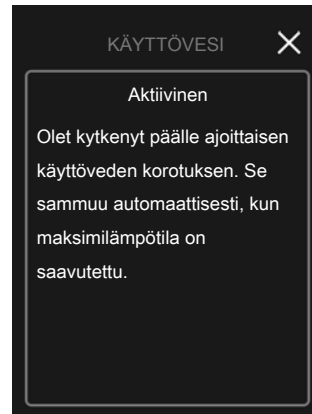 KÄYTTÖVESI
Aktiivinen
Olet kytkenyt päälle ajoittaisen
käyttöveden korotuksen. Se
sammuu automaattisesti, kun
maksimilämpötila on
saavutettu.